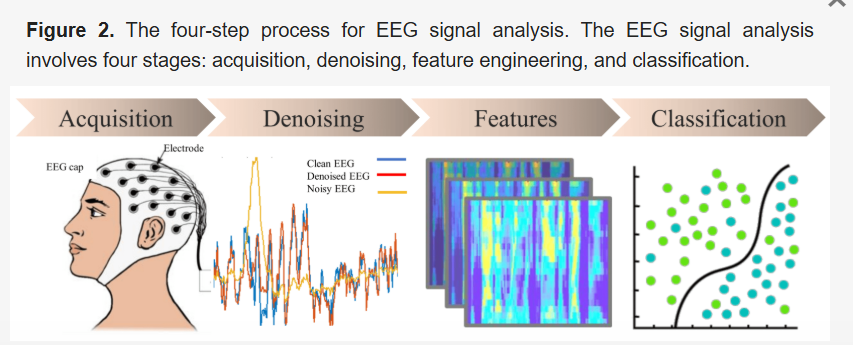 Figure 2. The four-step process for EEG signal analysis. The EEG signal analysis
involves four stages: acquisition, denoising, feature engineering, and classification.
Acquisition
Denoising
Features
Classification
Electrode
EEG cap
Clean EEG
Denoised EEG
Noisy EEG